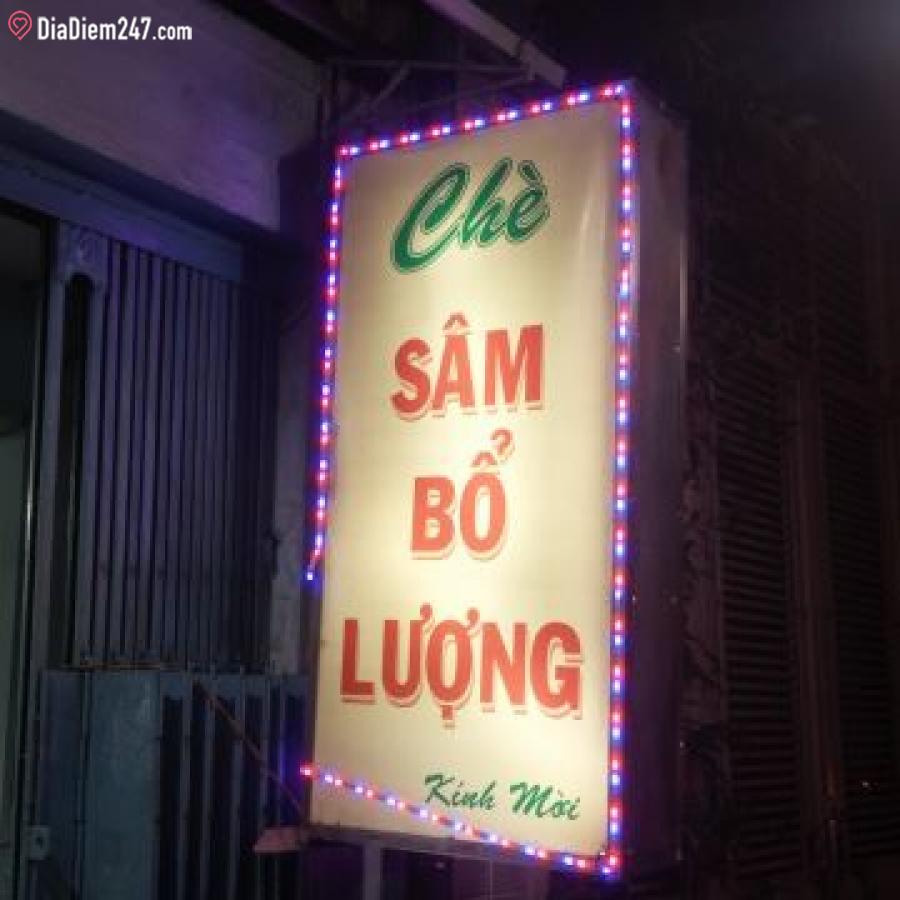 DiaDiem247.com
Chè
SÂM
BỔ
LƯỢNG
Kính Mời